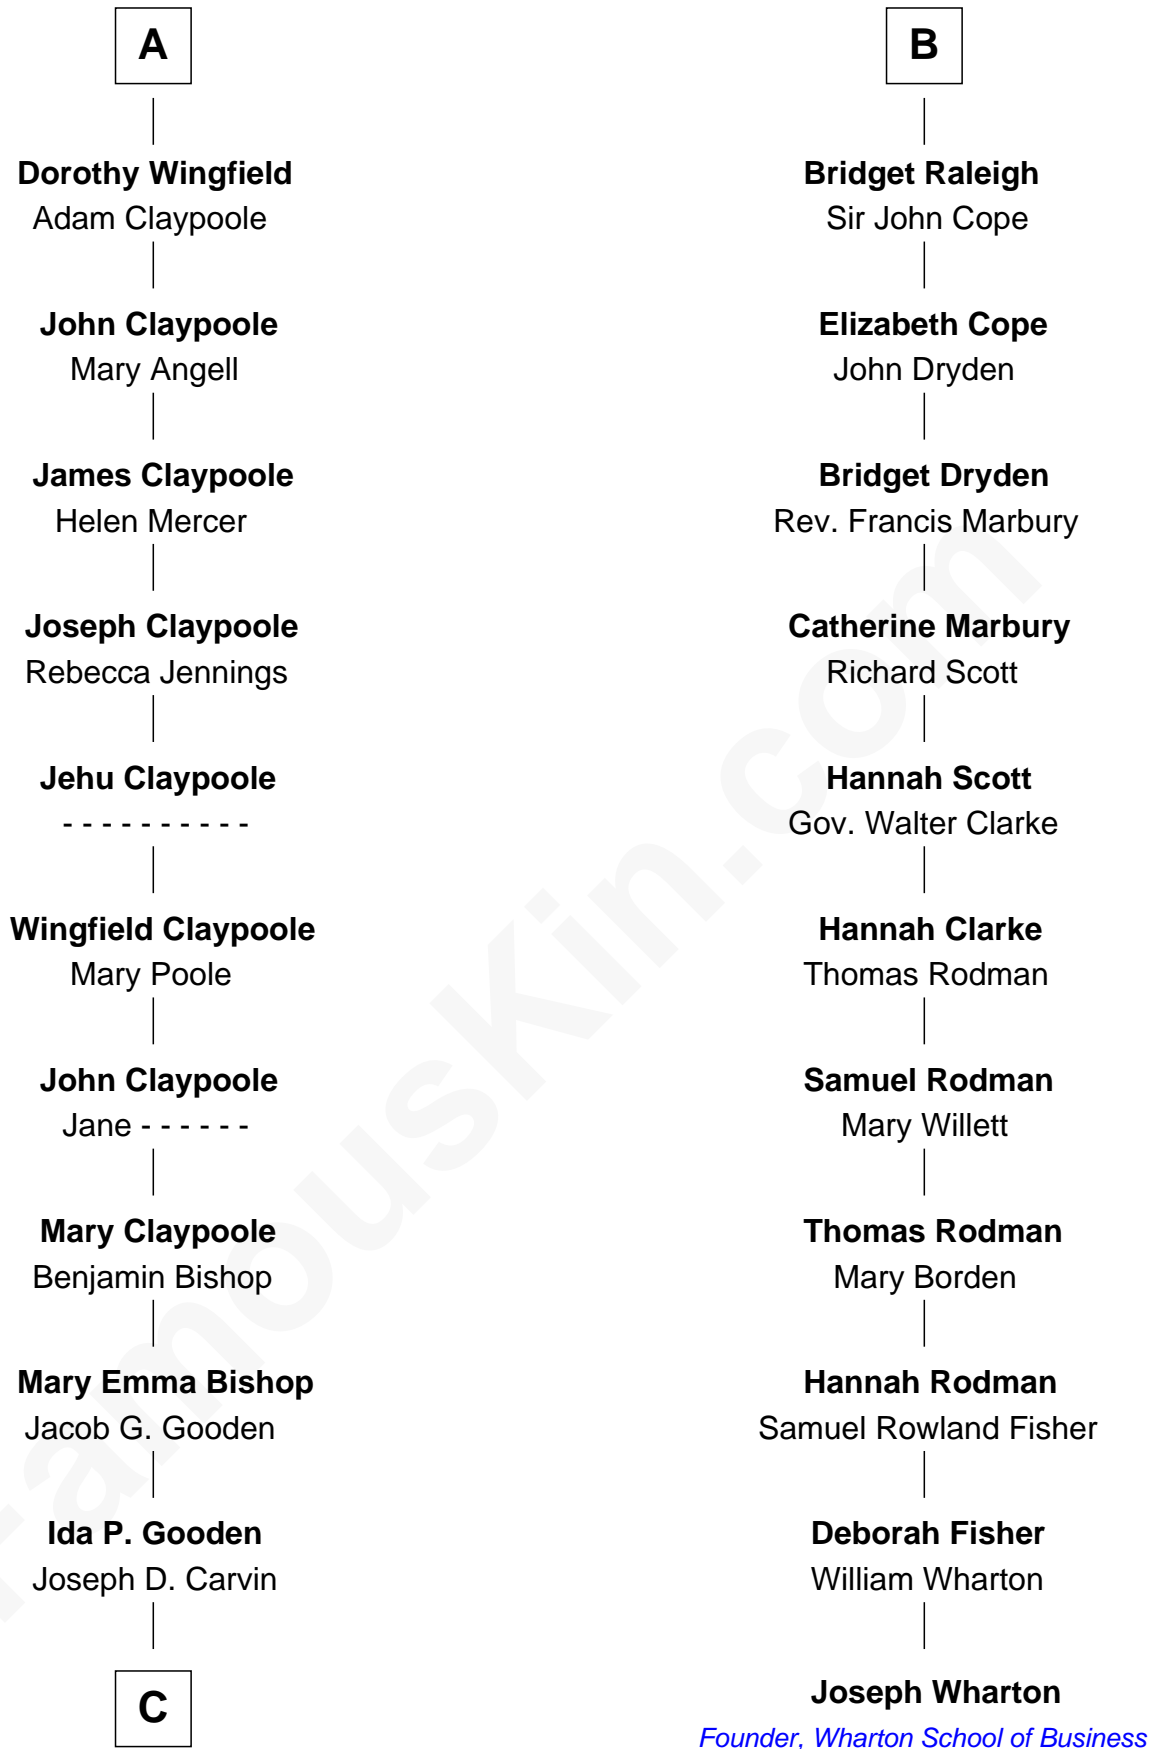 A
Dorothy Wingfield
Adam Claypoole
John Claypoole
Mary Angell
James Claypoole
Helen Mercer
Joseph Claypoole
Rebecca Jennings
Jehu Claypoole
- - - - - - - - - -
Wingfield Claypoole
Mary Poole
John Claypoole
Jane - - - - - -
Mary Claypoole
Benjamin Bishop
Mary Emma Bishop
Jacob G. Gooden
Ida P. Gooden
Joseph D. Carvin
C
B
Bridget Raleigh
Sir John Cope
Elizabeth Cope
John Dryden
Bridget Dryden
Rev. Francis Marbury
Catherine Marbury
Richard Scott
Hannah Scott
Gov. Walter Clarke
Hannah Clarke
Thomas Rodman
Samuel Rodman
Mary Willett
Thomas Rodman
Mary Borden
Hannah Rodman
Samuel Rowland Fisher
Deborah Fisher
William Wharton
Joseph Wharton
Founder, Wharton School of Business
FamousKin.com